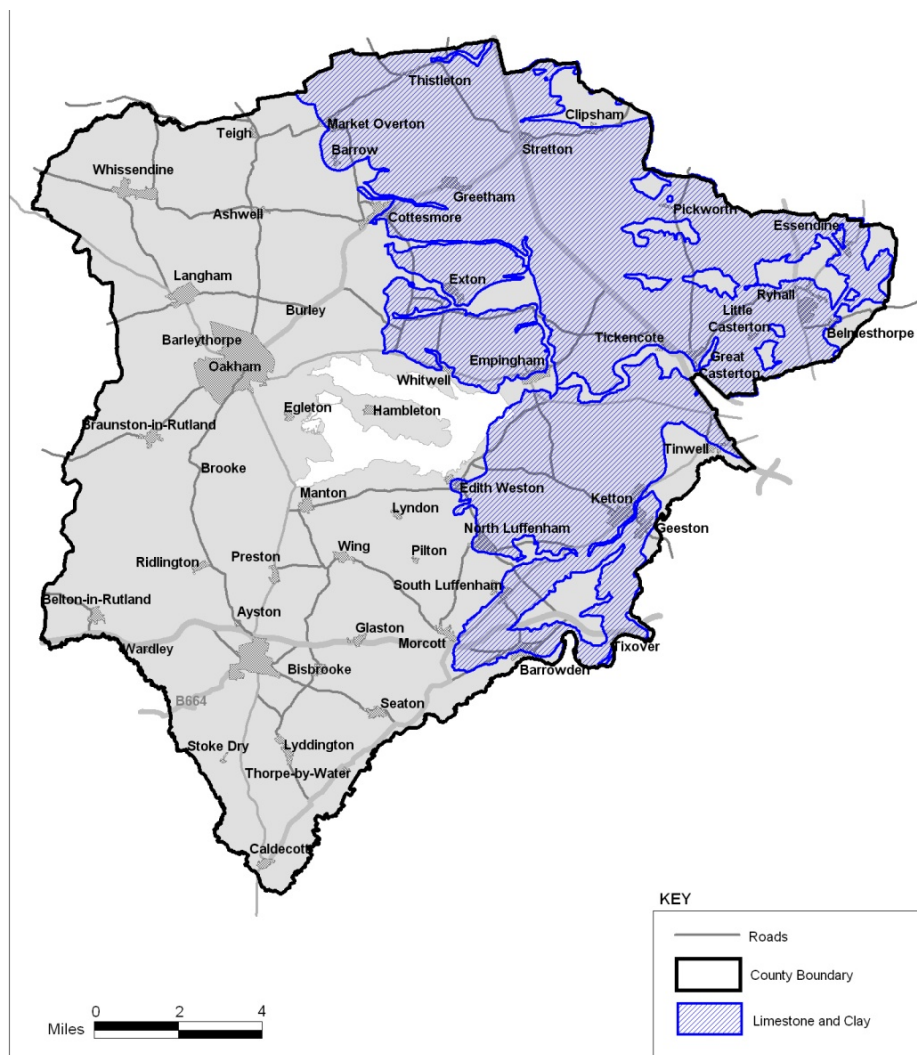 Thistleton
Clipsham
Teigh
Market Overton
Barrow
Stretton
Whissendine
Greetham
Ashwell
Cottesmore
Pickworth
Essendine
Langham
Exton
Burley
Ryhall
Little
Casterton
Barleythorpe
Tickencote
Belmesthorpe
Oakham
Empingham
Great
Casterton
Whitwell
Egleton
Hambleton
Braunston-in-Rutland
Tinwell
Brooke
Edith Weston
Manton
Ketton
Lyndon
North Luffenham
Geeston
Wing
Pilton
Preston
Ridlington
South Luffenham
Belton-in-Rutland
Ayston
Glaston
Morcott
Wardley
Tixover
Bisbrooke
Barrowden
B664
Seaton
Stoke Dry
Lyddington
Thorpe-by-Water
Caldecott
KEY
Roads
County Boundary
Limestone and Clay
0 2 4
Miles